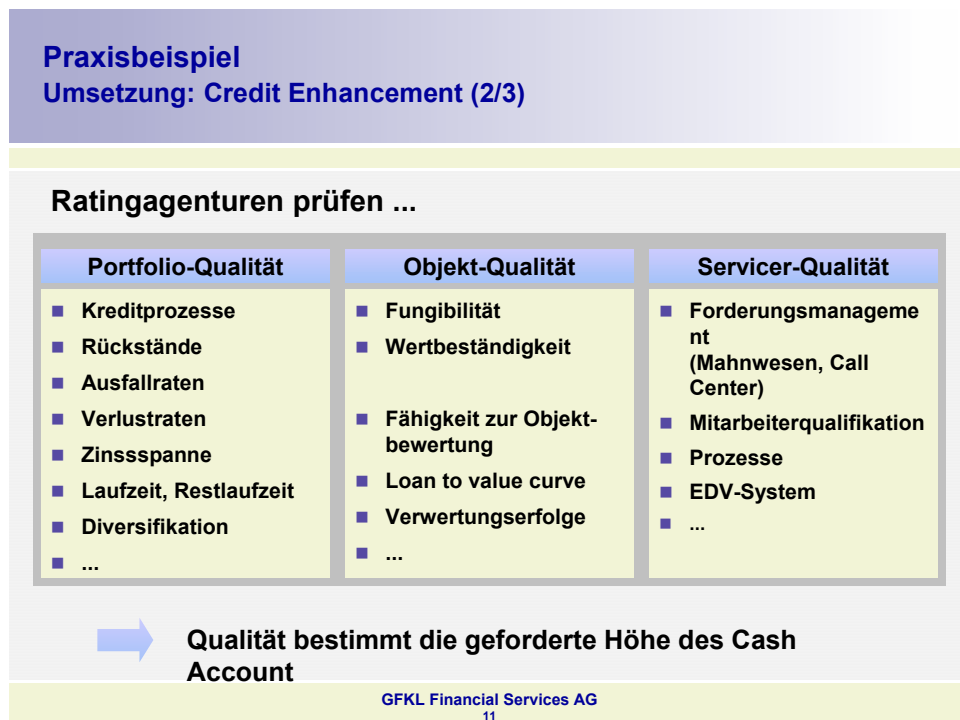 Praxisbeispiel
Umsetzung: Credit Enhancement (2/3)
Ratingagenturen prüfen ...
Portfolio-Qualität
Kreditprozesse
Rückstände
Ausfallraten
Verlustraten
Zinssspanne
Laufzeit, Restlaufzeit
Diversifikation
...
Objekt-Qualität
Fungibilität
Wertbeständigkeit
Fähigkeit zur Objekt-
bewertung
Loan to value curve
Verwertungserfolge
...
Servicer-Qualität
Forderungsmanageme
nt
(Mahnwesen, Call
Center)
Mitarbeiterqualifikation
Prozesse
EDV-System
...
Qualität bestimmt die geforderte Höhe des Cash
Account
GFKL Financial Services AG
11